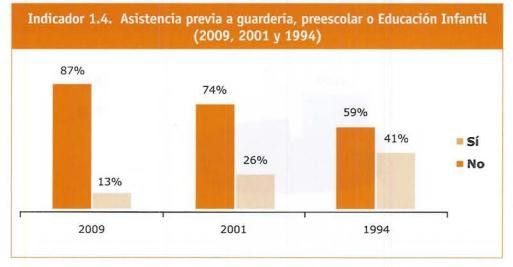 Indicador 1.4. Asistencia previa a guardería, preescolar o Educación Infantil
(2009, 2001 y 1994)
87%
13%
74%
26%
59%
41%
Sí
No
2009
2001
1994